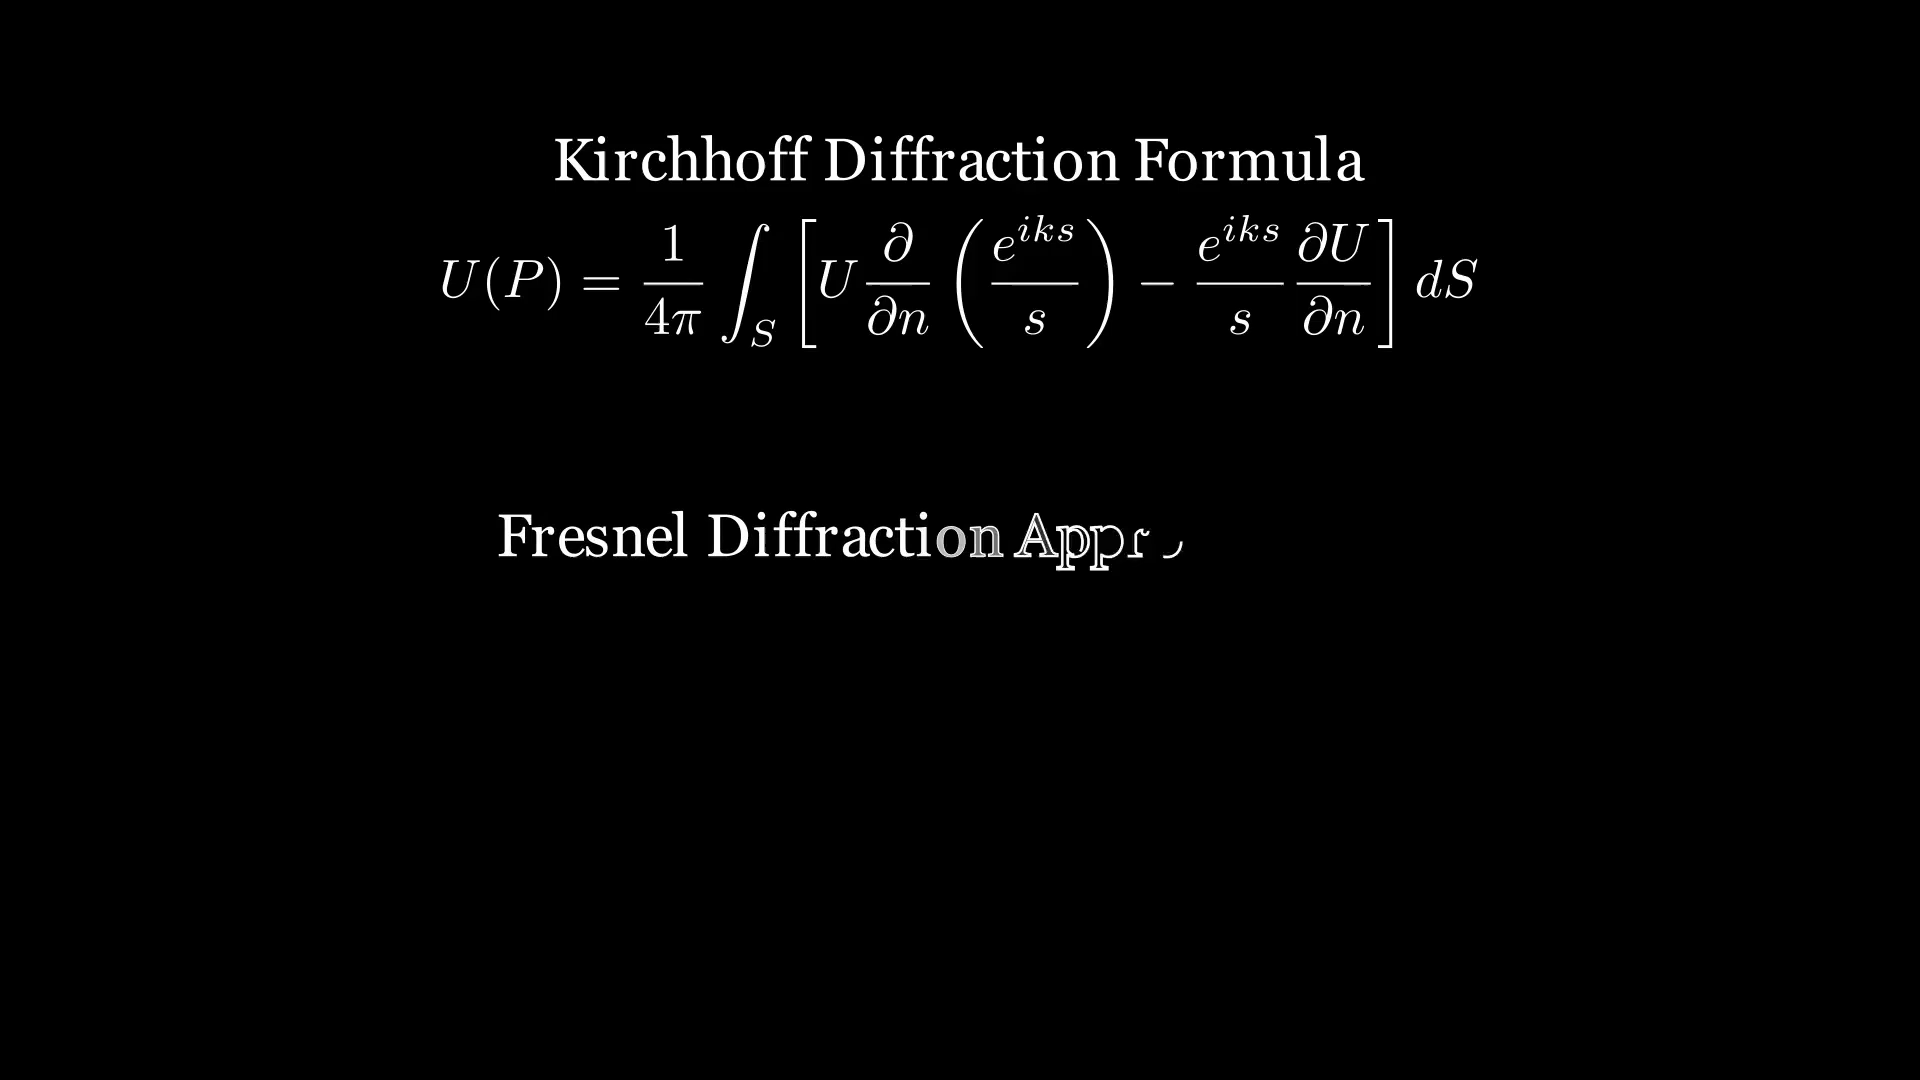 Kirchhoff Diffraction Formula
U(P) = \frac{1}{4\pi} \int_S \left[ U \frac{\partial}{\partial n} \left( \frac{e^{iks}}{s} \right) - \frac{e^{iks}}{s} \frac{\partial U}{\partial n} \right] dS
Fresnel Diffraction Appr